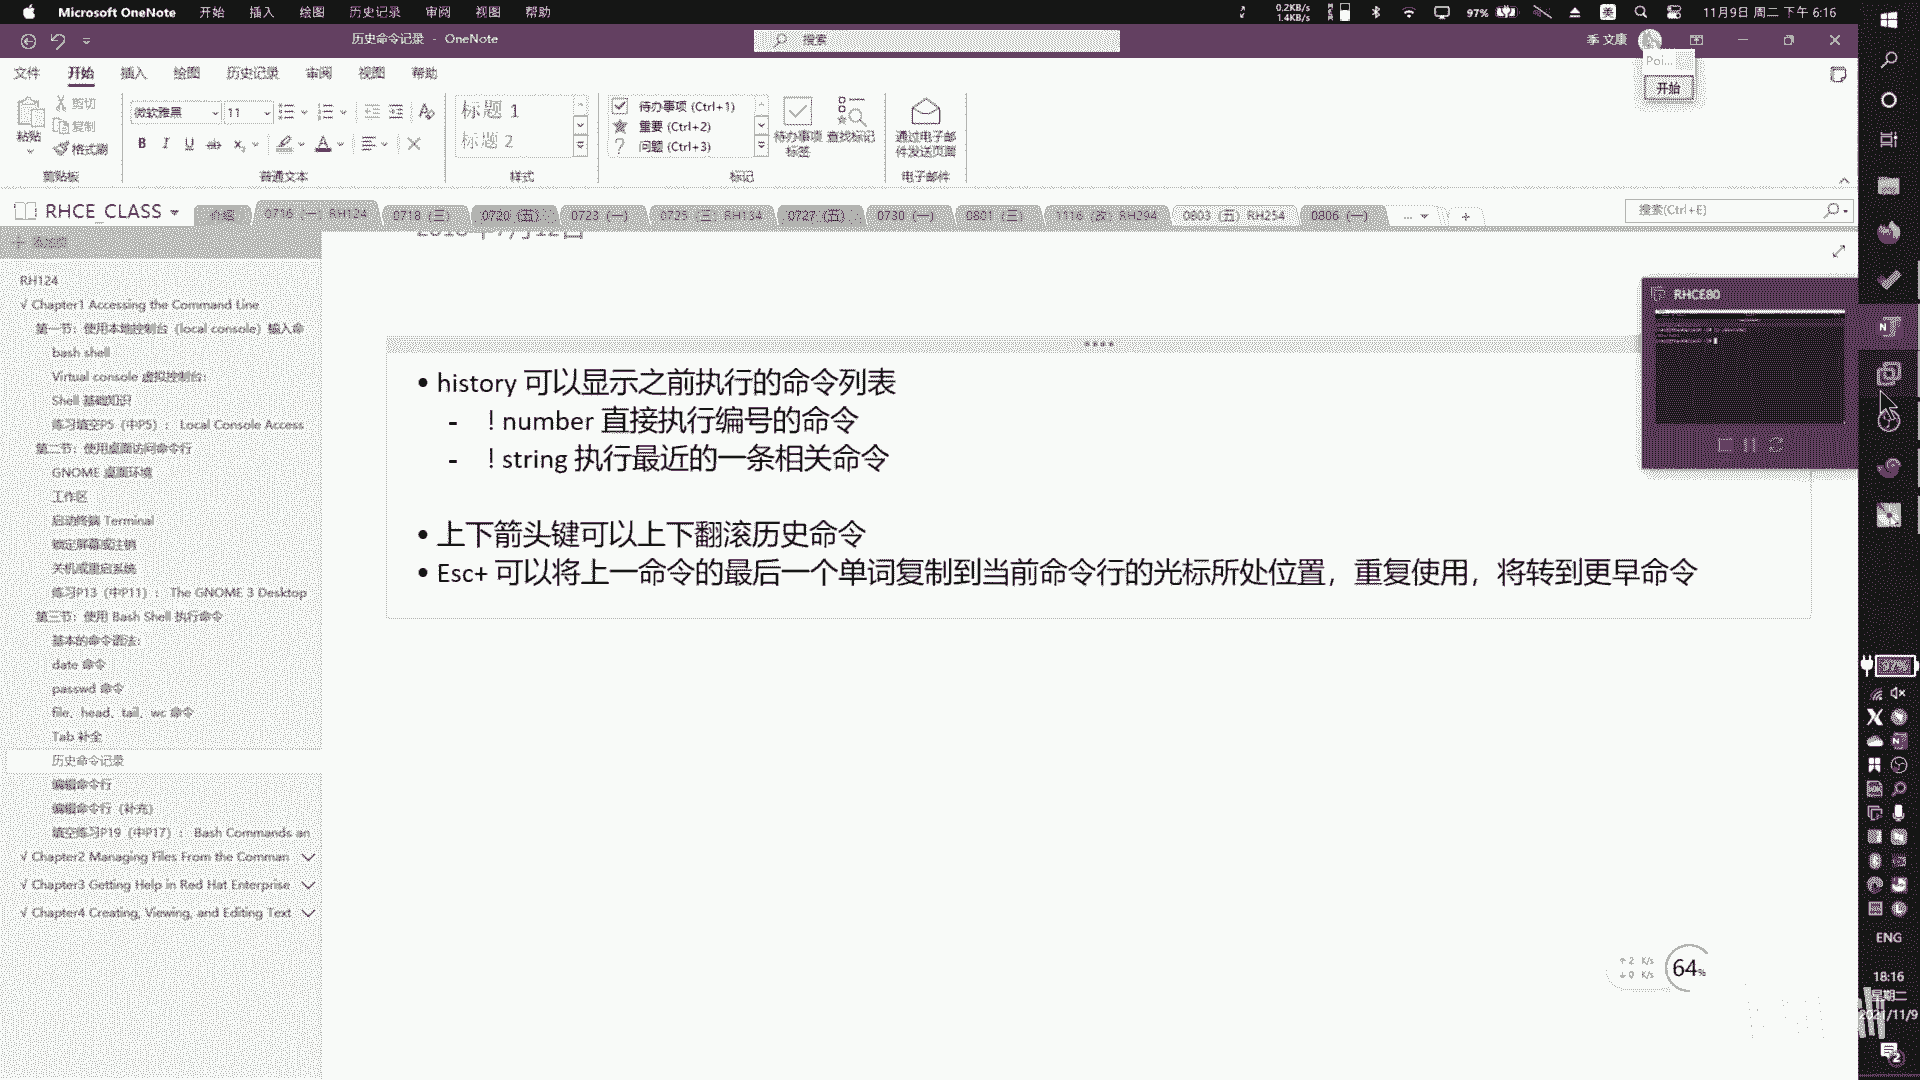 Microsoft OneNote 开始 插入 绘图 历史记录 审阅 视图 帮助
0.2KB/s
1.4KB/s
97%
美
11月9日 周二 下午 6:16
历史命令记录 - OneNote
搜索
季 文康
Poi...
开始
文件 开始 插入 绘图 历史记录 审阅 视图 帮助
粘贴
剪切
复制
格式刷
剪贴板
微软雅黑 11
B I U ab x
普通文本
标题 1
标题 2
样式
待办事项 (Ctrl+1)
重要 (Ctrl+2)
问题 (Ctrl+3)
待办事项标签
查找标记
标记
通过电子邮件发送页面
电子邮件
RHCE_CLASS
介绍
0716（一）RH124
0718（三）
0720（五）
0723（一）
0725（三）RH134
0727（五）
0730（一）
0801（三）
1116（放）RH294
0803（五）RH254
0806（一）
搜索(Ctrl+E)
添加页
RH124
√ Chapter1 Accessing the Command Line
第一节：使用本地控制台（local console）输入命
bash shell
Virtual console 虚拟控制台:
Shell 基础知识
练习填空P5（中P5）： Local Console Access
第二节：使用桌面访问命令行
GNOME 桌面环境
工作区
启动终端 Terminal
锁定屏幕或注销
关机或重启系统
练习P13（中P11）： The GNOME 3 Desktop
第三节：使用 Bash Shell 执行命令
基本的命令语法:
date 命令
passwd 命令
file、head、tail、wc 命令
Tab 补全
历史命令记录
编辑命令行
编辑命令行（补充）
填空练习P19（中P17）： Bash Commands an
√ Chapter2 Managing Files From the Comman
√ Chapter3 Getting Help in Red Hat Enterprise
√ Chapter4 Creating, Viewing, and Editing Text
• history 可以显示之前执行的命令列表
- ! number 直接执行编号的命令
- ! string 执行最近的一条相关命令
• 上下箭头键可以上下翻滚历史命令
• Esc+ 可以将上一命令的最后一个单词复制到当前命令行的光标所处位置，重复使用，将转到更早命令
RHCE80
↑ 2 K/s
↓ 0 K/s
64%
97%
ENG
18:16
星期二
2021/11/9
2